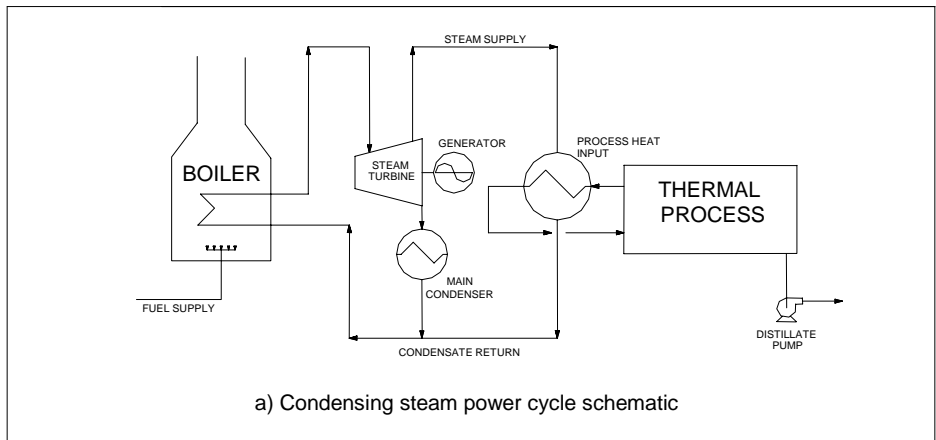 STEAM SUPPLY
GENERATOR
PROCESS HEAT
INPUT
BOILER
STEAM
TURBINE
THERMAL
PROCESS
MAIN
CONDENSER
FUEL SUPPLY
DISTILLATE
PUMP
CONDENSATE RETURN
a) Condensing steam power cycle schematic